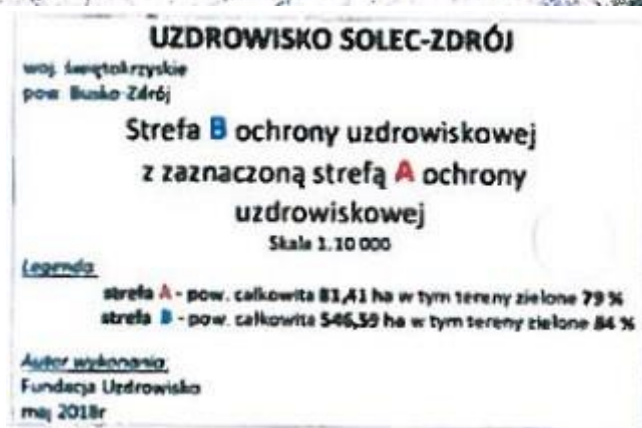 UZDROWISKO SOLEC-ZDRÓJ
woj. świętokrzyskie
pow. Busko-Zdrój
Strefa B ochrony uzdrowiskowej
z zaznaczoną strefą A ochrony
uzdrowiskowej
Skala 1:10 000
Legenda:
strefa A - pow. całkowita 81,41 ha w tym tereny zielone 79 %
strefa B - pow. całkowita 546,59 ha w tym tereny zielone 84 %
Autor wykonania:
Fundacja Uzdrowisko
maj 2018r